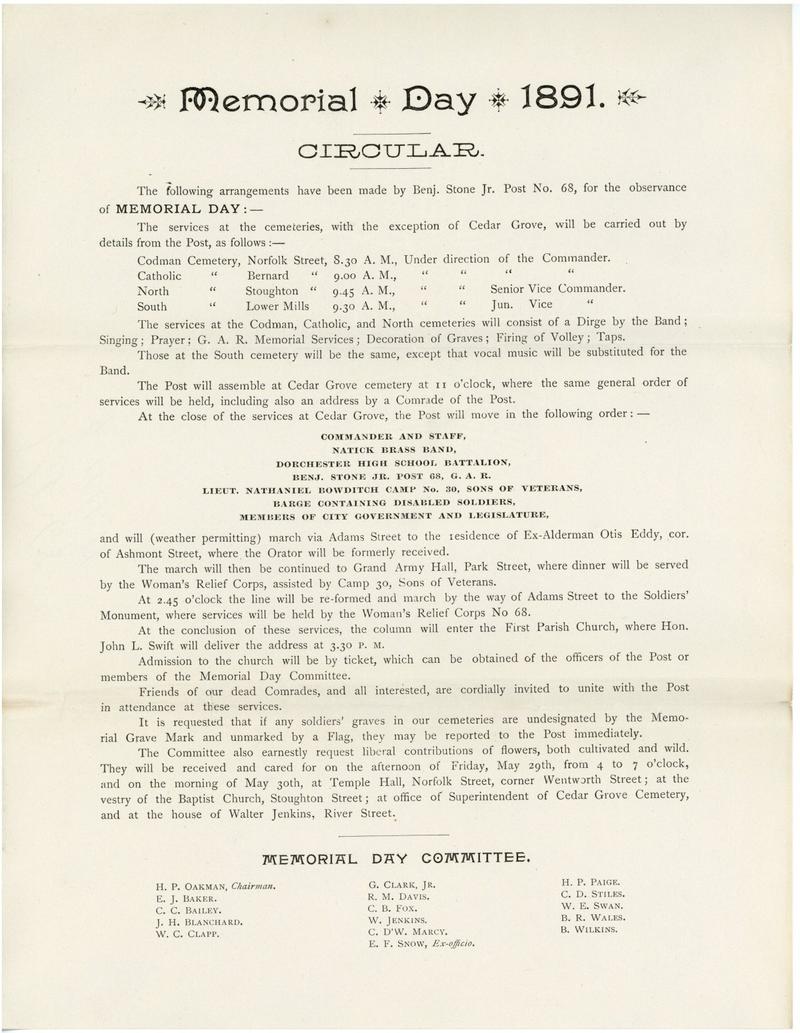 Memorial Day 1891.
CIRCULAR.
The following arrangements have been made by Benj. Stone Jr. Post No. 68, for the observance
of MEMORIAL DAY:—
The services at the cemeteries, with the exception of Cedar Grove, will be carried out by
details from the Post, as follows:—
Codman Cemetery, Norfolk Street, 8.30 A. M., Under direction of the Commander.
Catholic “ Bernard “ 9.00 A. M., “ “ “ “
North “ Stoughton “ 9.45 A. M., “ “ Senior Vice Commander.
South “ Lower Mills 9.30 A. M., “ “ Jun. Vice “
The services at the Codman, Catholic, and North cemeteries will consist of a Dirge by the Band;
Singing; Prayer; G. A. R. Memorial Services; Decoration of Graves; Firing of Volley; Taps.
Those at the South cemetery will be the same, except that vocal music will be substituted for the
Band.
The Post will assemble at Cedar Grove cemetery at 11 o'clock, where the same general order of
services will be held, including also an address by a Comrade of the Post.
At the close of the services at Cedar Grove, the Post will move in the following order:—
COMMANDER AND STAFF,
NATICK BRASS BAND,
DORCHESTER HIGH SCHOOL BATTALION,
BENJ. STONE JR. POST 68, G. A. R.
LIEUT. NATHANIEL BOWDITCH CAMP No. 30, SONS OF VETERANS,
BARGE CONTAINING DISABLED SOLDIERS,
MEMBERS OF CITY GOVERNMENT AND LEGISLATURE,
and will (weather permitting) march via Adams Street to the residence of Ex-Alderman Otis Eddy, cor.
of Ashmont Street, where the Orator will be formerly received.
The march will then be continued to Grand Army Hall, Park Street, where dinner will be served
by the Woman's Relief Corps, assisted by Camp 30, Sons of Veterans.
At 2.45 o'clock the line will be re-formed and march by the way of Adams Street to the Soldiers'
Monument, where services will be held by the Woman's Relief Corps No 68.
At the conclusion of these services, the column will enter the First Parish Church, where Hon.
John L. Swift will deliver the address at 3.30 P. M.
Admission to the church will be by ticket, which can be obtained of the officers of the Post or
members of the Memorial Day Committee.
Friends of our dead Comrades, and all interested, are cordially invited to unite with the Post
in attendance at these services.
It is requested that if any soldiers' graves in our cemeteries are undesignated by the Memo-
rial Grave Mark and unmarked by a Flag, they may be reported to the Post immediately.
The Committee also earnestly request liberal contributions of flowers, both cultivated and wild.
They will be received and cared for on the afternoon of Friday, May 29th, from 4 to 7 o'clock,
and on the morning of May 30th, at Temple Hall, Norfolk Street, corner Wentworth Street; at the
vestry of the Baptist Church, Stoughton Street; at office of Superintendent of Cedar Grove Cemetery,
and at the house of Walter Jenkins, River Street.
MEMORIAL DAY COMMITTEE.
H. P. OAKMAN, Chairman.
E. J. BAKER.
C. C. BAILEY.
J. H. BLANCHARD.
W. C. CLAPP.
G. CLARK, JR.
R. M. DAVIS.
C. B. FOX.
W. JENKINS.
C. D'W. MARCY.
E. F. SNOW, Ex-officio.
H. P. PAIGE.
C. D. STILES.
W. E. SWAN.
B. R. WALES.
B. WILKINS.